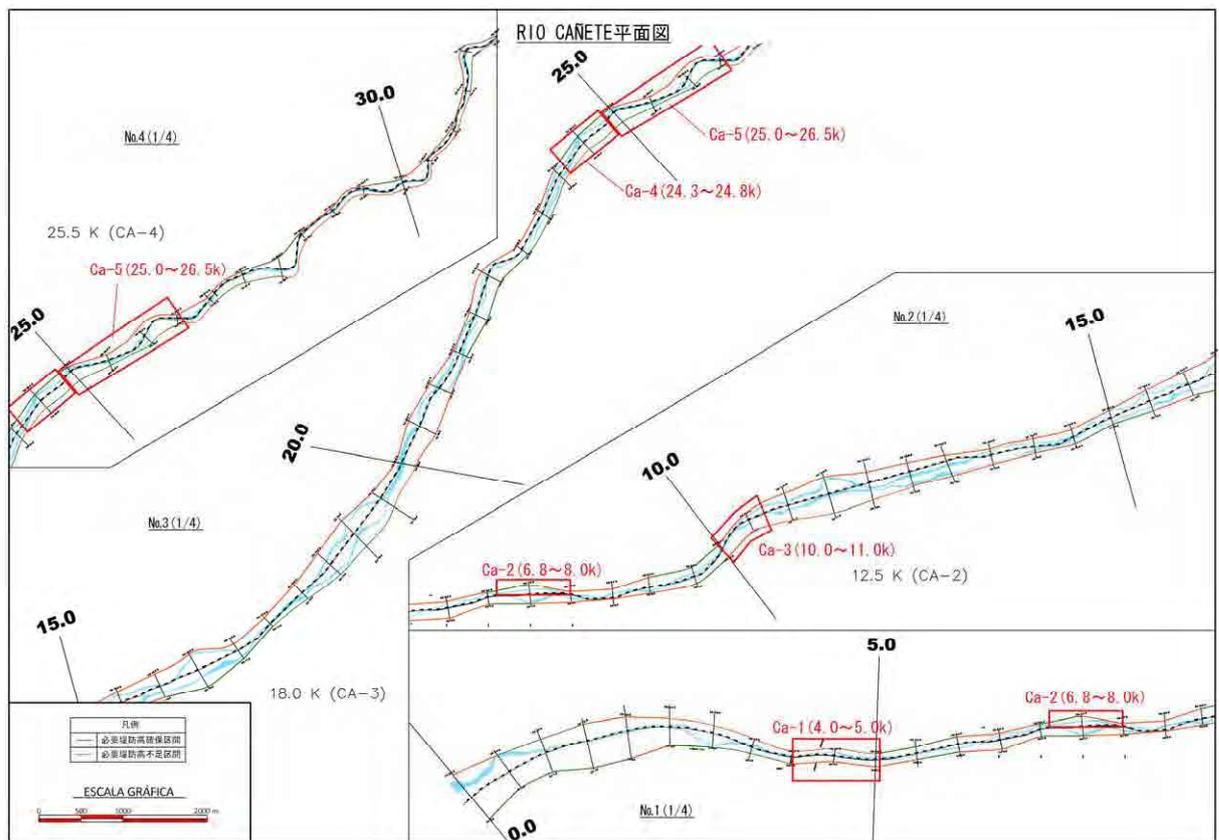 RIO CAÑETE平面図
30.0
No.4(1/4)
25.5 K (CA-4)
Ca-5(25.0～26.5k)
25.0
25.0
Ca-5(25.0～26.5k)
Ca-4(24.3～24.8k)
No.2(1/4)
15.0
20.0
10.0
No.3(1/4)
Ca-3(10.0～11.0k)
Ca-2(6.8～8.0k)
12.5 K (CA-2)
15.0
18.0 K (CA-3)
5.0
Ca-2(6.8～8.0k)
Ca-1(4.0～5.0k)
No.1(1/4)
0.0
凡例
必要堤防高確保区間
必要堤防高不足区間
ESCALA GRÁFICA
0 500 1000 2000 m